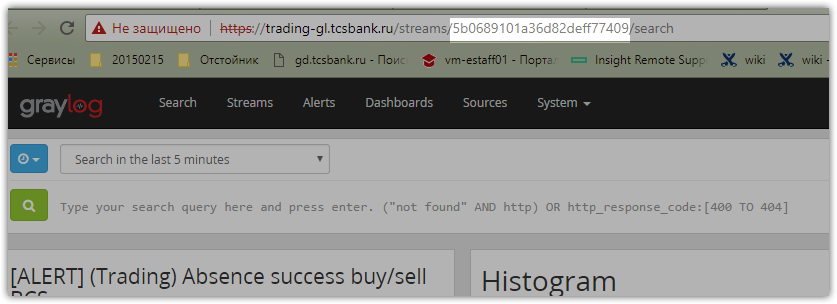 Не защищено https://trading-gl.tcsbank.ru/streams/5b0689101a36d82deff77409/search
Сервисы 20150215 Отстойник gd.tcsbank.ru - Поис vm-estaff01 - Портал Insight Remote Supp wiki wiki -
graylog Search Streams Alerts Dashboards Sources System
Search in the last 5 minutes
Type your search query here and press enter. ("not found" AND http) OR http_response_code:[400 TO 404]
[ALERT] (Trading) Absence success buy/sell
BCS
Histogram